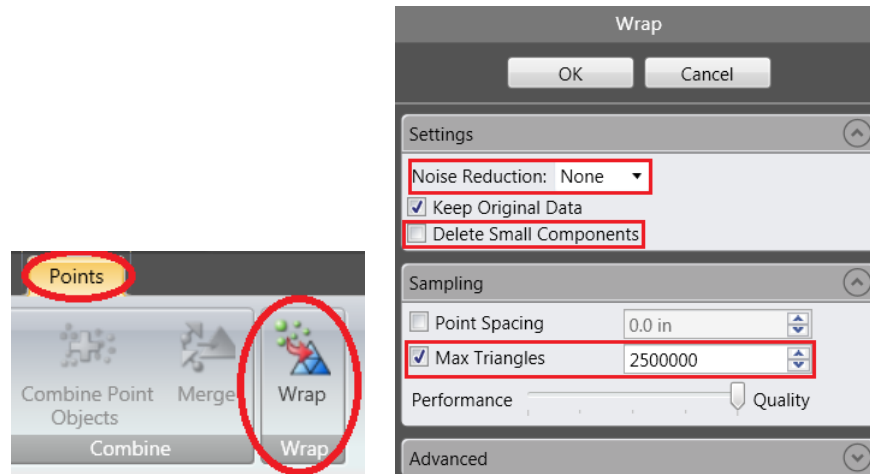 Points
Combine Point
Objects
Merge
Wrap
Combine
Wrap
Wrap
OK
Cancel
Settings
Noise Reduction: None
Keep Original Data
Delete Small Components
Sampling
Point Spacing 0.0 in
Max Triangles 2500000
Performance Quality
Advanced